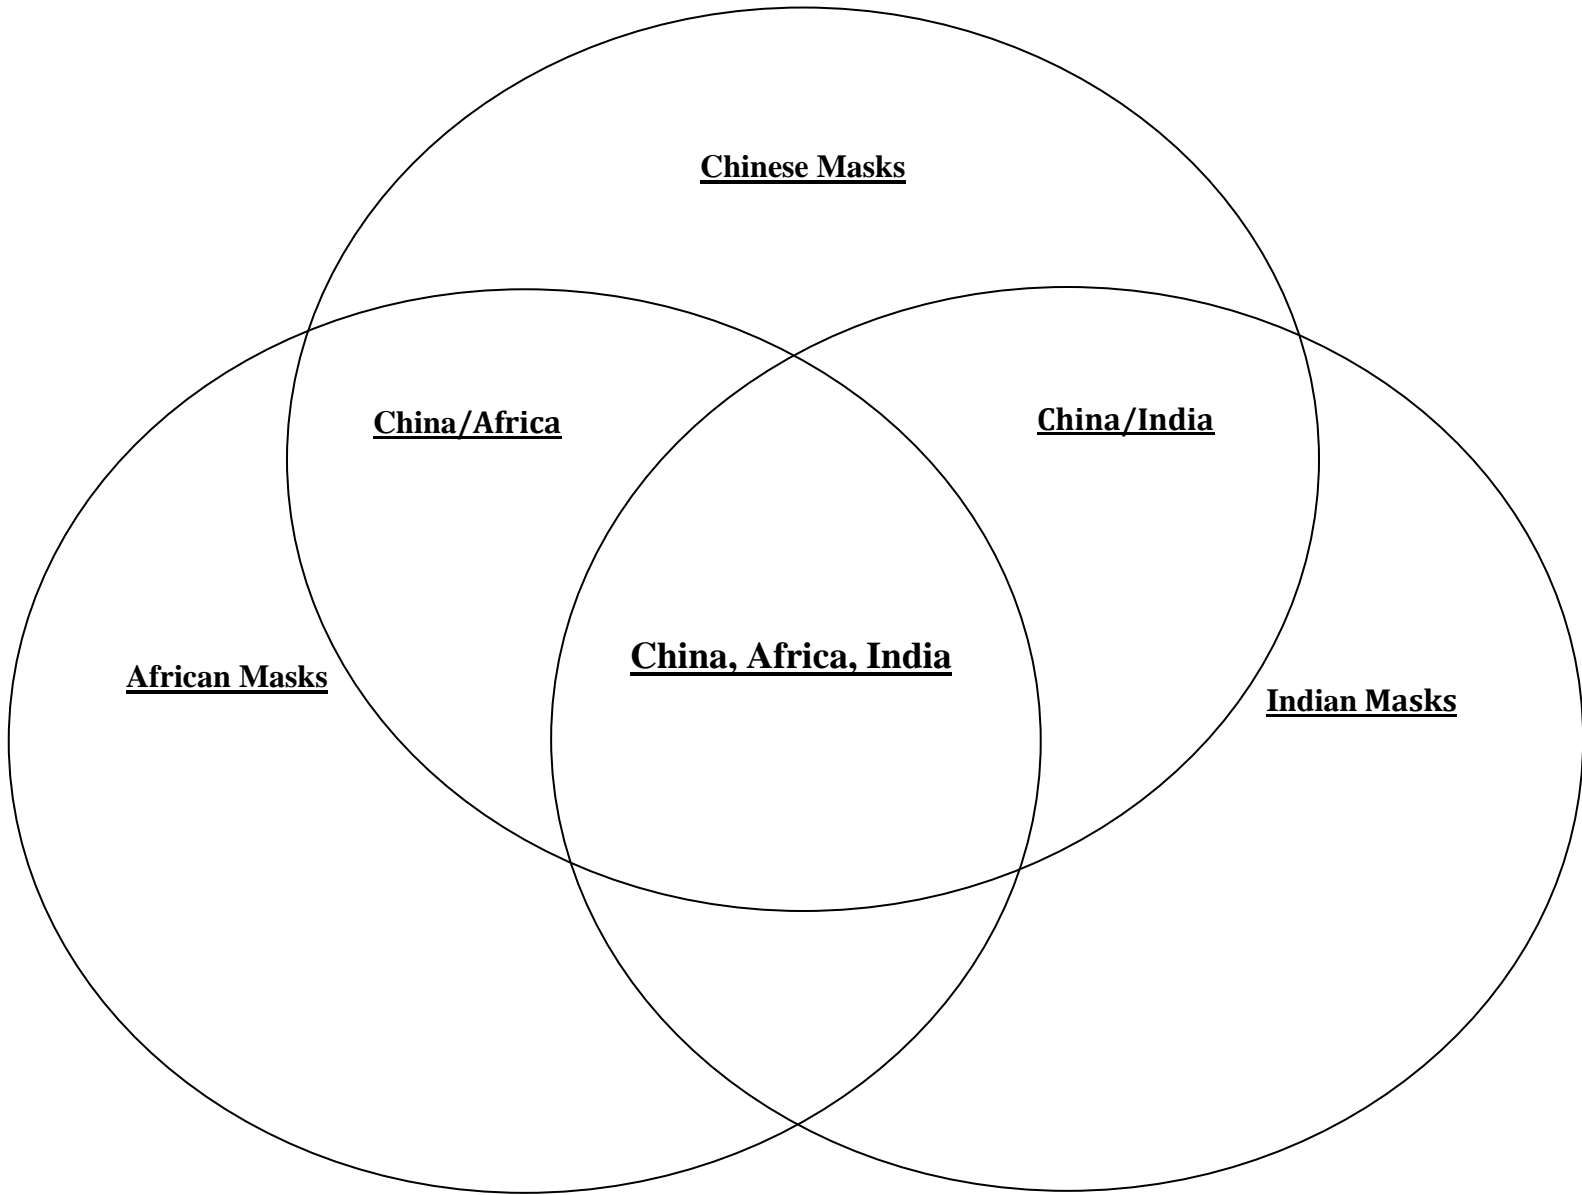 Chinese Masks
China/Africa
China/India
China, Africa, India
African Masks
Indian Masks